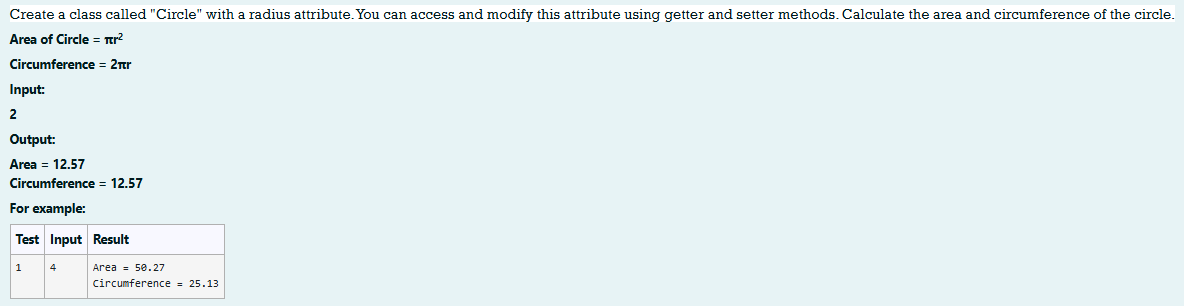 Create a class called "Circle" with a radius attribute. You can access and modify this attribute using getter and setter methods. Calculate the area and circumference of the circle.
Area of Circle = πr²
Circumference = 2πr
Input:
2
Output:
Area = 12.57
Circumference = 12.57
For example:
Test Input Result
1 4 Area = 50.27
Circumference = 25.13